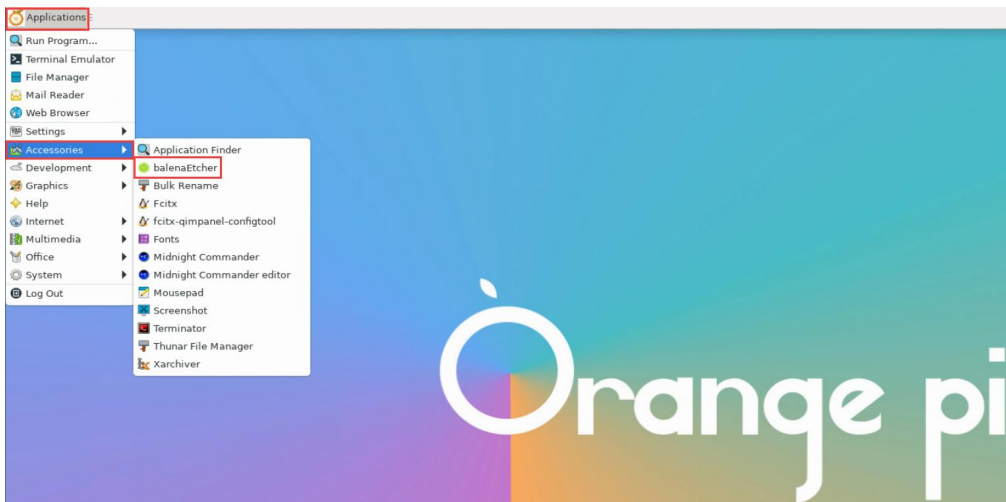 Applications
Run Program...
Terminal Emulator
File Manager
Mail Reader
Web Browser
Settings
Accessories
Development
Graphics
Help
Internet
Multimedia
Office
System
Log Out
Application Finder
balenaEtcher
Bulk Rename
Fcitx
fcitx-qimpanel-configtool
Fonts
Midnight Commander
Midnight Commander editor
Mousepad
Screenshot
Terminator
Thunar File Manager
Xarchiver
Orange pi